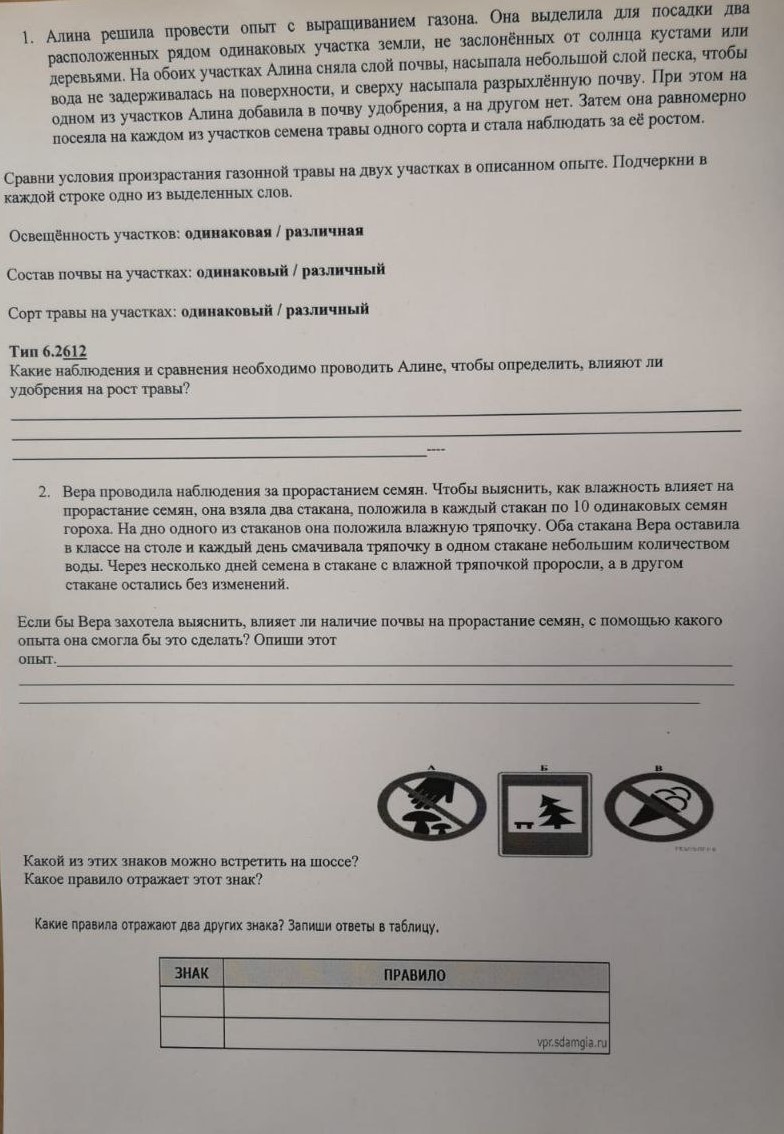 1. Алина решила провести опыт с выращиванием газона. Она выделила для посадки два
расположенных рядом одинаковых участка земли, не заслонённых от солнца кустами или
деревьями. На обоих участках Алина сняла слой почвы, насыпала небольшой слой песка, чтобы
вода не задерживалась на поверхности, и сверху насыпала разрыхлённую почву. При этом на
одном из участков Алина добавила в почву удобрения, а на другом нет. Затем она равномерно
посеяла на каждом из участков семена травы одного сорта и стала наблюдать за её ростом.
Сравни условия произрастания газонной травы на двух участках в описанном опыте. Подчеркни в
каждой строке одно из выделенных слов.
Освещённость участков: одинаковая / различная
Состав почвы на участках: одинаковый / различный
Сорт травы на участках: одинаковый / различный
Тип 6.2612
Какие наблюдения и сравнения необходимо проводить Алине, чтобы определить, влияют ли
удобрения на рост травы?
2. Вера проводила наблюдения за прорастанием семян. Чтобы выяснить, как влажность влияет на
прорастание семян, она взяла два стакана, положила в каждый стакан по 10 одинаковых семян
гороха. На дно одного из стаканов она положила влажную тряпочку. Оба стакана Вера оставила
в классе на столе и каждый день смачивала тряпочку в одном стакане небольшим количеством
воды. Через несколько дней семена в стакане с влажной тряпочкой проросли, а в другом
стакане остались без изменений.
Если бы Вера захотела выяснить, влияет ли наличие почвы на прорастание семян, с помощью какого
опыта она смогла бы это сделать? Опиши этот
опыт.
А Б В
Какой из этих знаков можно встретить на шоссе?
Какое правило отражает этот знак?
Какие правила отражают два других знака? Запиши ответы в таблицу.
ЗНАК ПРАВИЛО
vpr.sdamgia.ru